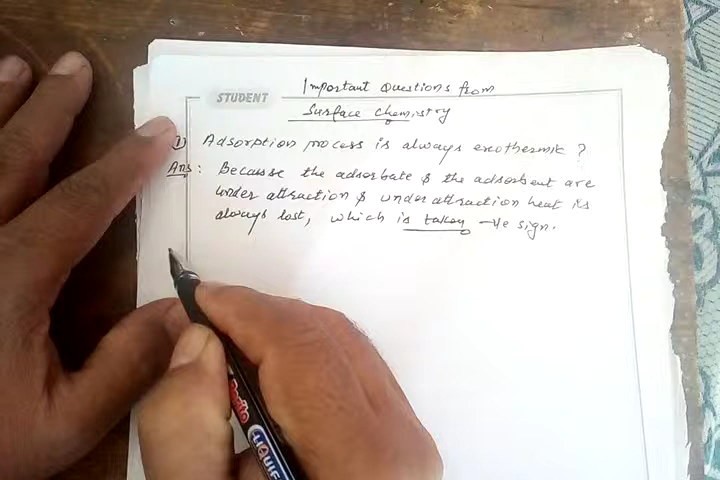 Important Questions from
STUDENT
Surface Chemistry
1) Adsorption process is always exothermic ?
Ans: Because the adsorbate & the adsorbent are
under attraction & under attraction heat is
always lost, which is taken -ve sign.
LIQUI